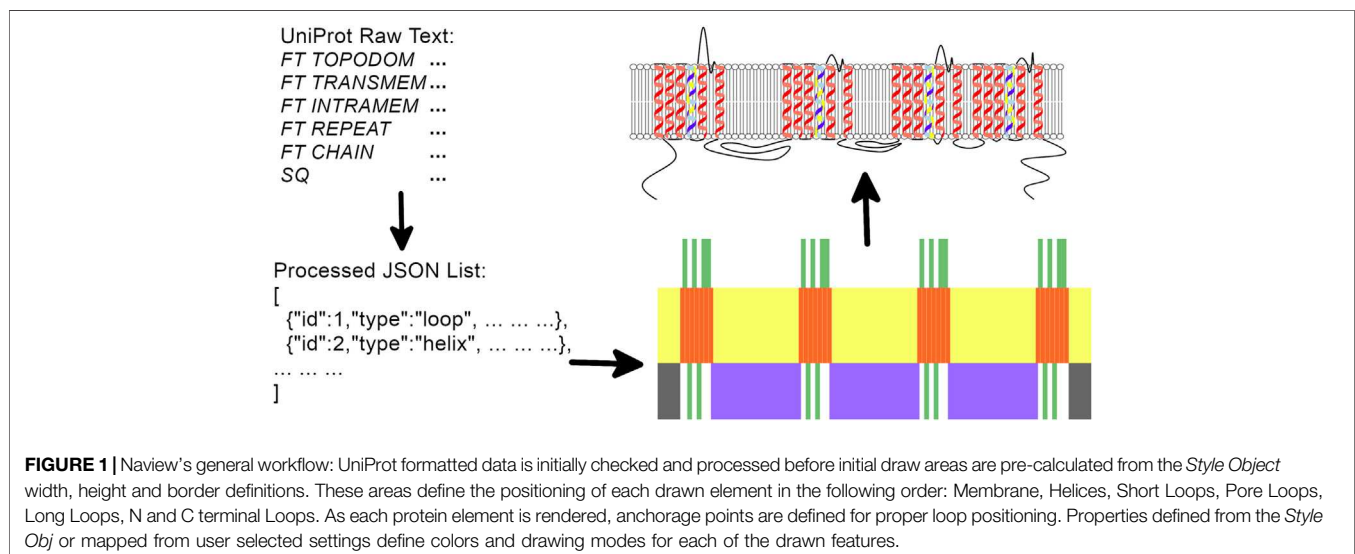 UniProt Raw Text:
FT TOPODOM ...
FT TRANSMEM ...
FT INTRAMEM ...
FT REPEAT ...
FT CHAIN ...
SQ ...
Processed JSON List:
[
{"id":1,"type":"loop", ... ... ...},
{"id":2,"type":"helix", ... ... ...},
... ... ...
]
FIGURE 1 | Naview's general workflow: UniProt formatted data is initially checked and processed before initial draw areas are pre-calculated from the Style Object
width, height and border definitions. These areas define the positioning of each drawn element in the following order: Membrane, Helices, Short Loops, Pore Loops,
Long Loops, N and C terminal Loops. As each protein element is rendered, anchorage points are defined for proper loop positioning. Properties defined from the Style
Obj or mapped from user selected settings define colors and drawing modes for each of the drawn features.